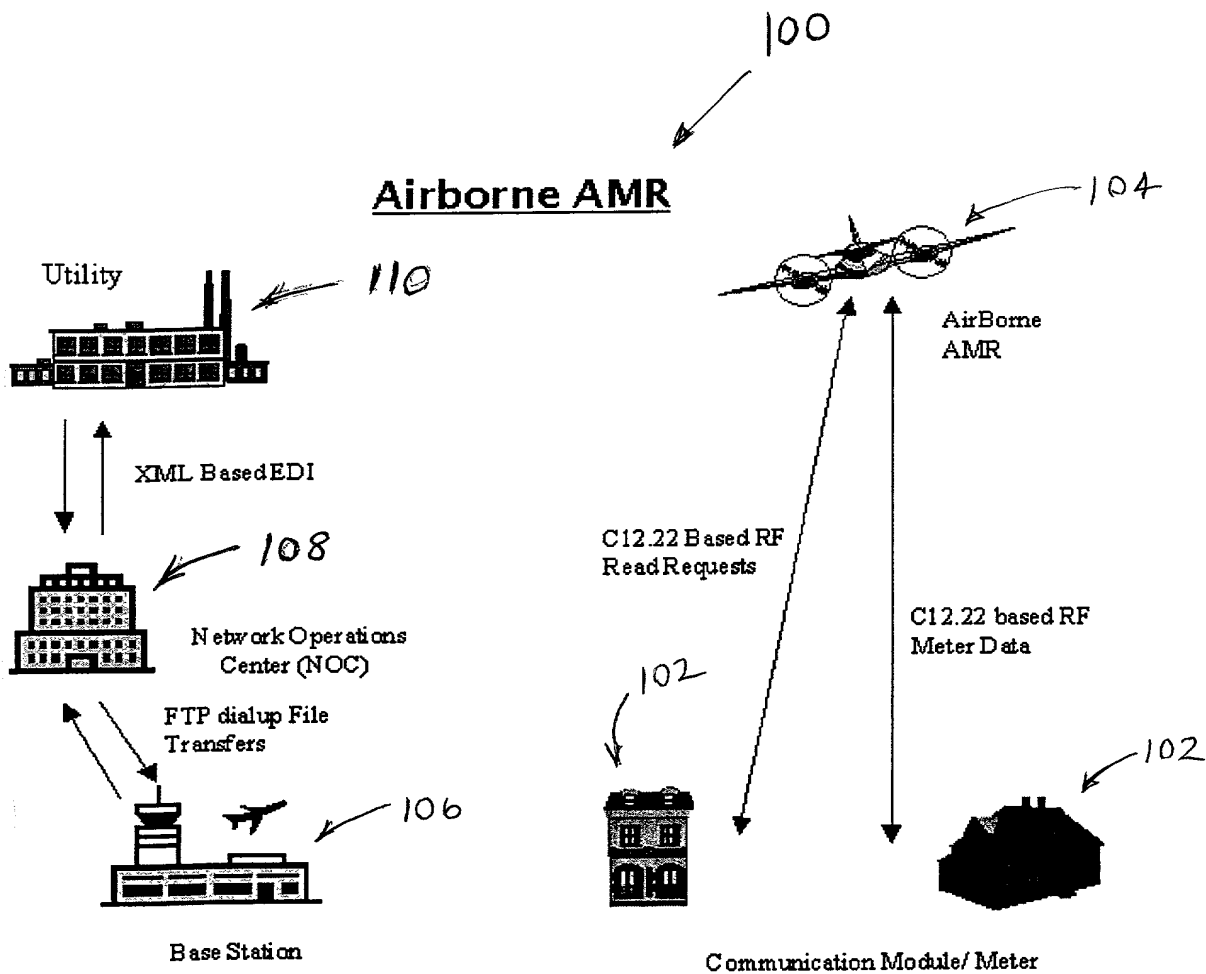 100
Airborne AMR
104
Utility
110
AirBorne
AMR
XML Based EDI
108
C12.22 Based RF
Read Requests
C12.22 based RF
Meter Data
Network Operations
Center (NOC)
102
FTP dialup File
Transfers
102
106
Base Station
Communication Module/ Meter